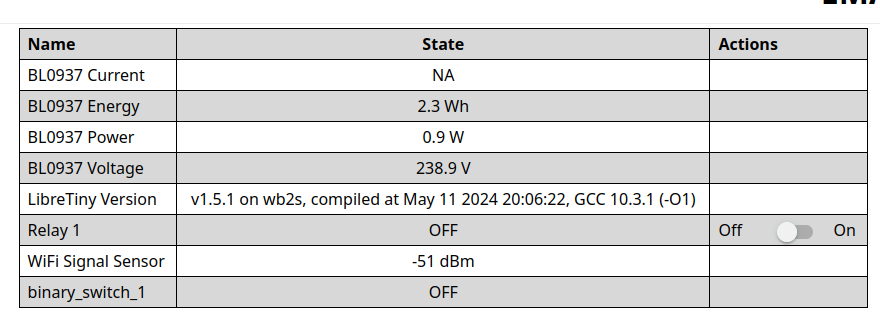 Name State Actions
BL0937 Current NA
BL0937 Energy 2.3 Wh
BL0937 Power 0.9 W
BL0937 Voltage 238.9 V
LibreTiny Version v1.5.1 on wb2s, compiled at May 11 2024 20:06:22, GCC 10.3.1 (-O1)
Relay 1 OFF Off On
WiFi Signal Sensor -51 dBm
binary_switch_1 OFF